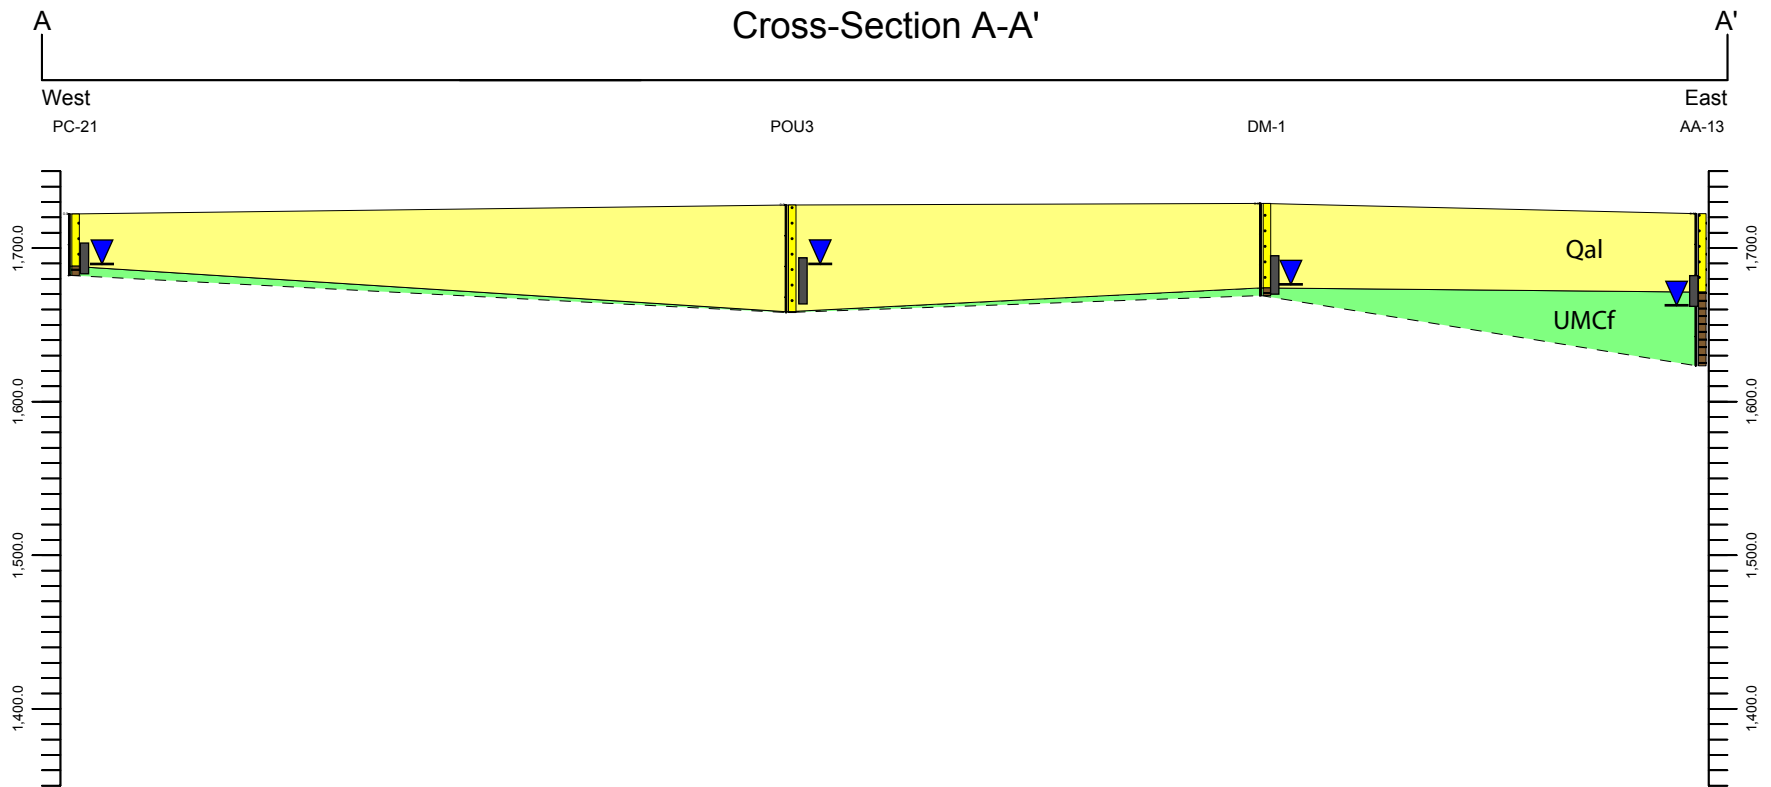 A Cross-Section A-A' A'
West East
PC-21 POU3 DM-1 AA-13
1,700.0 Qal 1,700.0
UMCf
1,600.0 1,600.0
1,500.0 1,500.0
1,400.0 1,400.0